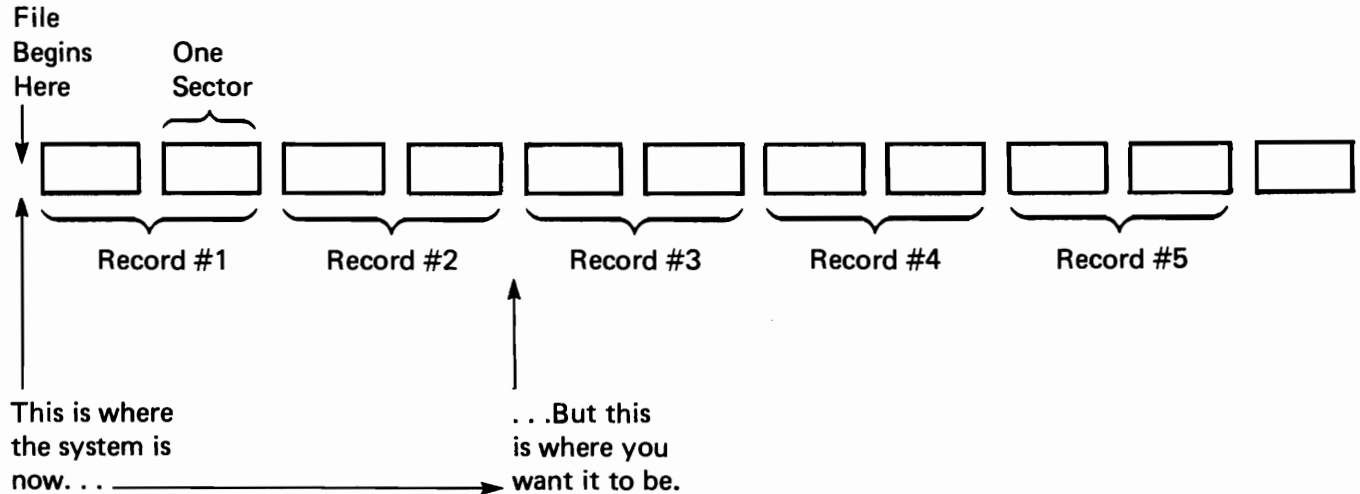 File
Begins
Here
One
Sector
Record #1
Record #2
Record #3
Record #4
Record #5
This is where
the system is
now. . .
. . .But this
is where you
want it to be.